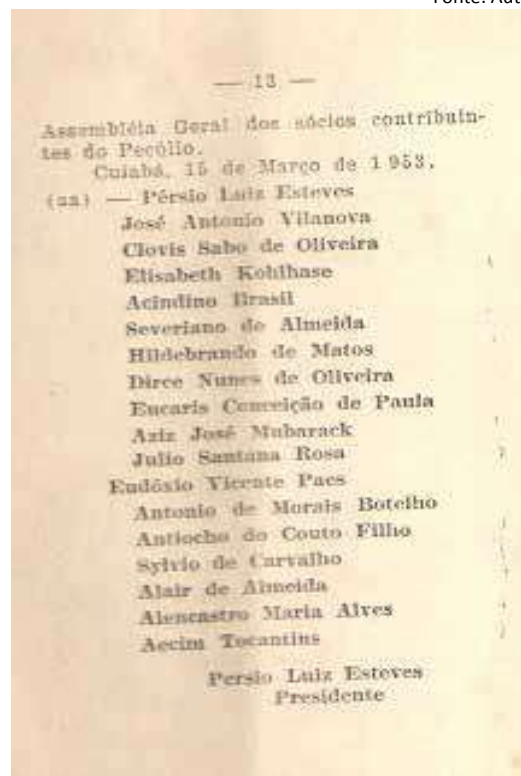 Fonte: Aut
— 13 —
Assembléia Geral dos sócios contribuin-
tes do Pecúlio.
Cuiabá, 15 de Março de 1953.
(aa) — Pérsio Luiz Esteves
José Antonio Vilanova
Clovis Sabo de Oliveira
Elisabeth Kohlhase
Acindino Brasil
Severiano de Almeida
Hildebrando de Matos
Dirce Nunes de Oliveira
Eucaris Conceição de Paula
Aziz José Mubarack
Julio Santana Rosa
Eudóxio Vicente Paes
Antonio de Morais Botelho
Antiocho do Couto Filho
Sylvio de Carvalho
Alair de Almeida
Alencastro Maria Alves
Aecim Tocantins
Persio Luiz Esteves
Presidente